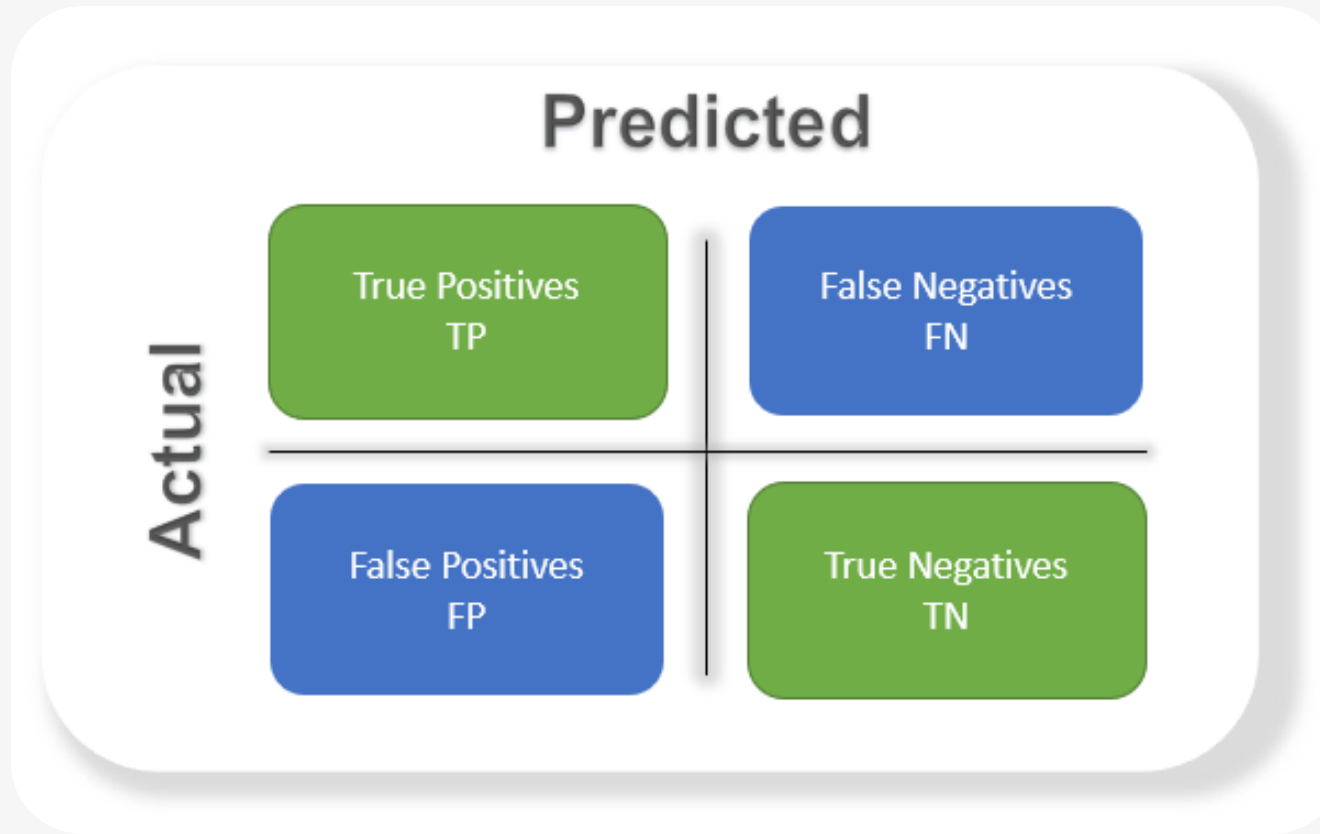 Predicted
Actual
True Positives
TP
False Negatives
FN
False Positives
FP
True Negatives
TN